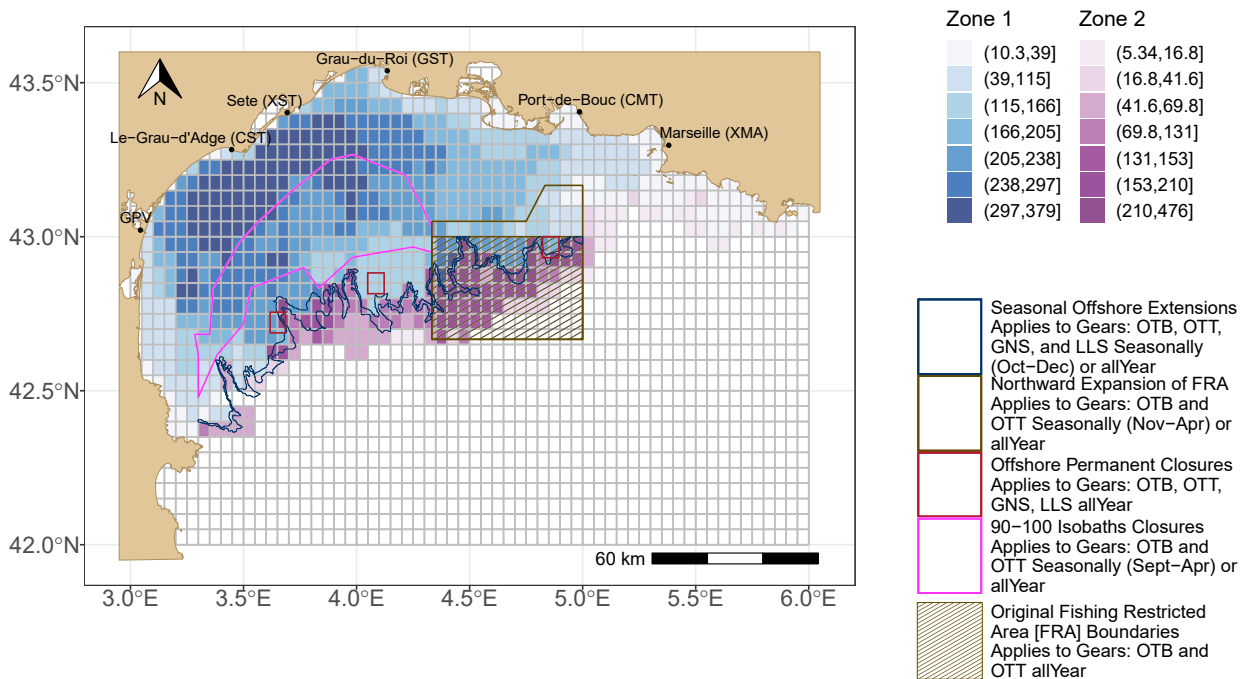 Zone 1
Zone 2
(10.3,39]
(5.34,16.8]
(39,115]
(16.8,41.6]
(115,166]
(41.6,69.8]
(166,205]
(69.8,131]
(205,238]
(131,153]
(238,297]
(153,210]
(297,379]
(210,476]
43.5°N
43.0°N
42.5°N
42.0°N
N
Grau−du−Roi (GST)
Sete (XST)
Port−de−Bouc (CMT)
Le−Grau−d'Adge (CST)
Marseille (XMA)
GPV
60 km
3.0°E
3.5°E
4.0°E
4.5°E
5.0°E
5.5°E
6.0°E
Seasonal Offshore Extensions
Applies to Gears: OTB, OTT,
GNS, and LLS Seasonally
(Oct−Dec) or allYear
Northward Expansion of FRA
Applies to Gears: OTB and
OTT Seasonally (Nov−Apr) or
allYear
Offshore Permanent Closures
Applies to Gears: OTB, OTT,
GNS, LLS allYear
90−100 Isobaths Closures
Applies to Gears: OTB and
OTT Seasonally (Sept−Apr) or
allYear
Original Fishing Restricted
Area [FRA] Boundaries
Applies to Gears: OTB and
OTT allYear